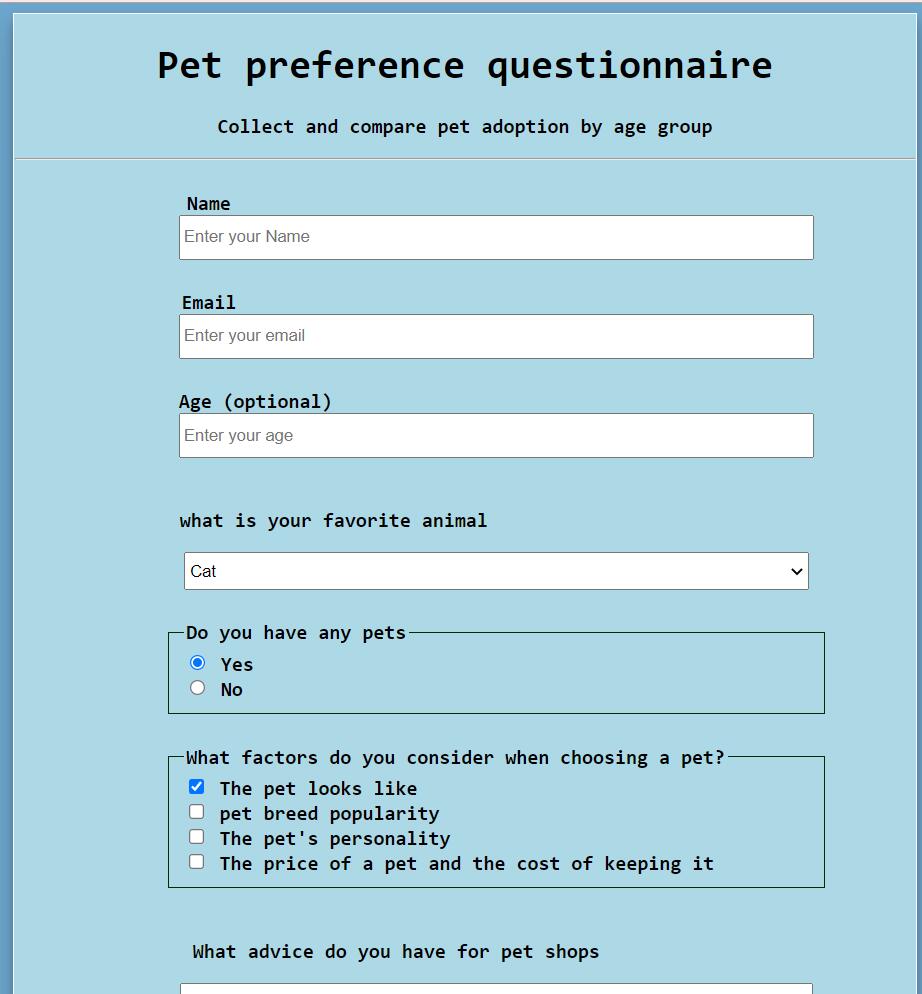 Pet preference questionnaire
Collect and compare pet adoption by age group
Name
Enter your Name
Email
Enter your email
Age (optional)
Enter your age
what is your favorite animal
Cat
Do you have any pets
Yes
No
What factors do you consider when choosing a pet?
The pet looks like
pet breed popularity
The pet's personality
The price of a pet and the cost of keeping it
What advice do you have for pet shops